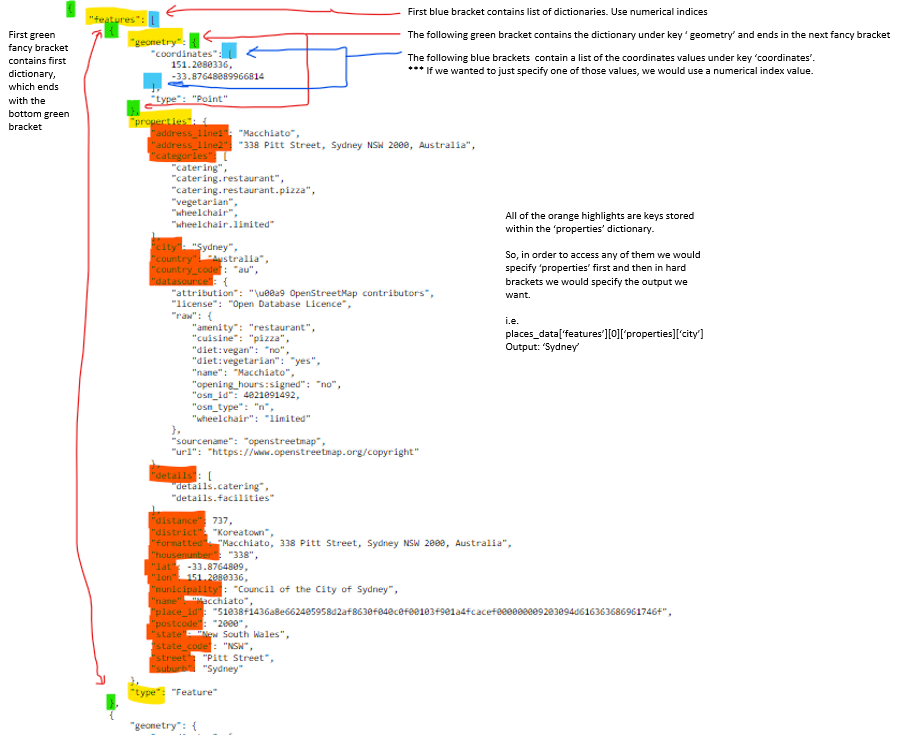 First blue bracket contains list of dictionaries. Use numerical indices
The following green bracket contains the dictionary under key ‘ geometry’ and ends in the next fancy bracket
The following blue brackets  contain a list of the coordinates values under key ‘coordinates’.
*** If we wanted to just specify one of those values, we would use a numerical index value.
First green
fancy bracket
contains first
dictionary,
which ends
with the
bottom green
bracket
{
"features": [
{
"geometry": {
"coordinates": [
151.2080336,
-33.87648089966814
],
"type": "Point"
},
"properties": {
"address_line1": "Macchiato",
"address_line2": "338 Pitt Street, Sydney NSW 2000, Australia",
"categories": [
"catering",
"catering.restaurant",
"catering.restaurant.pizza",
"vegetarian",
"wheelchair",
"wheelchair.limited"
],
"city": "Sydney",
"country": "Australia",
"country_code": "au",
"datasource": {
"attribution": "\u00a9 OpenStreetMap contributors",
"license": "Open Database Licence",
"raw": {
"amenity": "restaurant",
"cuisine": "pizza",
"diet:vegan": "no",
"diet:vegetarian": "yes",
"name": "Macchiato",
"opening_hours:signed": "no",
"osm_id": 4021091492,
"osm_type": "n",
"wheelchair": "limited"
},
"sourcename": "openstreetmap",
"url": "https://www.openstreetmap.org/copyright"
},
"details": [
"details.catering",
"details.facilities"
],
"distance": 737,
"district": "Koreatown",
"formatted": "Macchiato, 338 Pitt Street, Sydney NSW 2000, Australia",
"housenumber": "338",
"lat": -33.8764809,
"lon": 151.2080336,
"municipality": "Council of the City of Sydney",
"name": "Macchiato",
"place_id": "51038f1436a8e662405958d2af8630f040c0f00103f901a4fcacef000000009203094d616363686961746f",
"postcode": "2000",
"state": "New South Wales",
"state_code": "NSW",
"street": "Pitt Street",
"suburb": "Sydney"
},
"type": "Feature"
},
{
"geometry": {
All of the orange highlights are keys stored
within the ‘properties’ dictionary.
So, in order to access any of them we would
specify ‘properties’ first and then in hard
brackets we would specify the output we
want.
i.e.
places_data[‘features’][0][‘properties][‘city’]
Output: ‘Sydney’